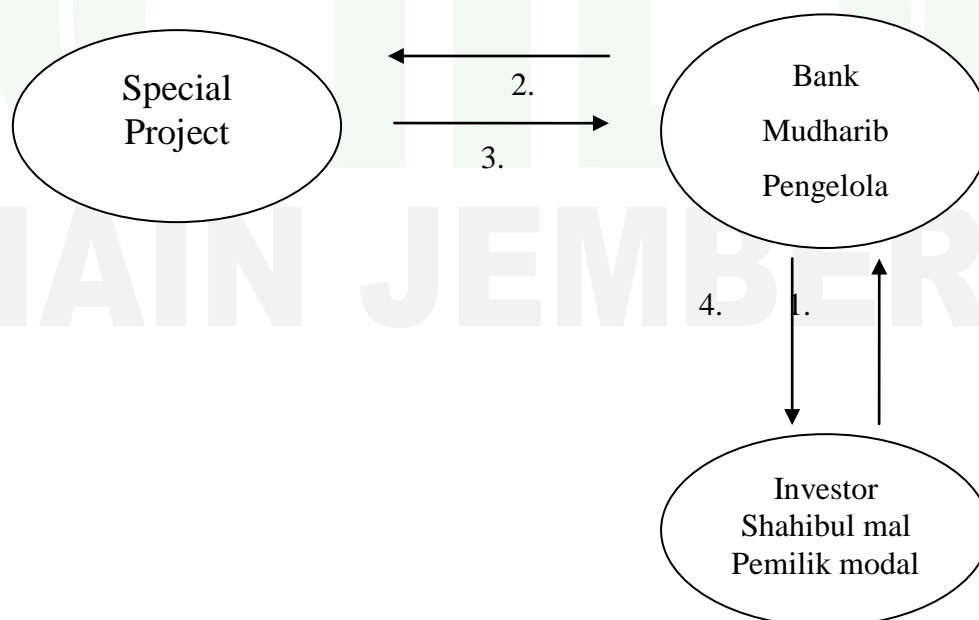 Special
Project
2.
3.
Bank
Mudharib
Pengelola
4. 1.
IAIN JEMBER
Investor
Shahibul mal
Pemilik modal